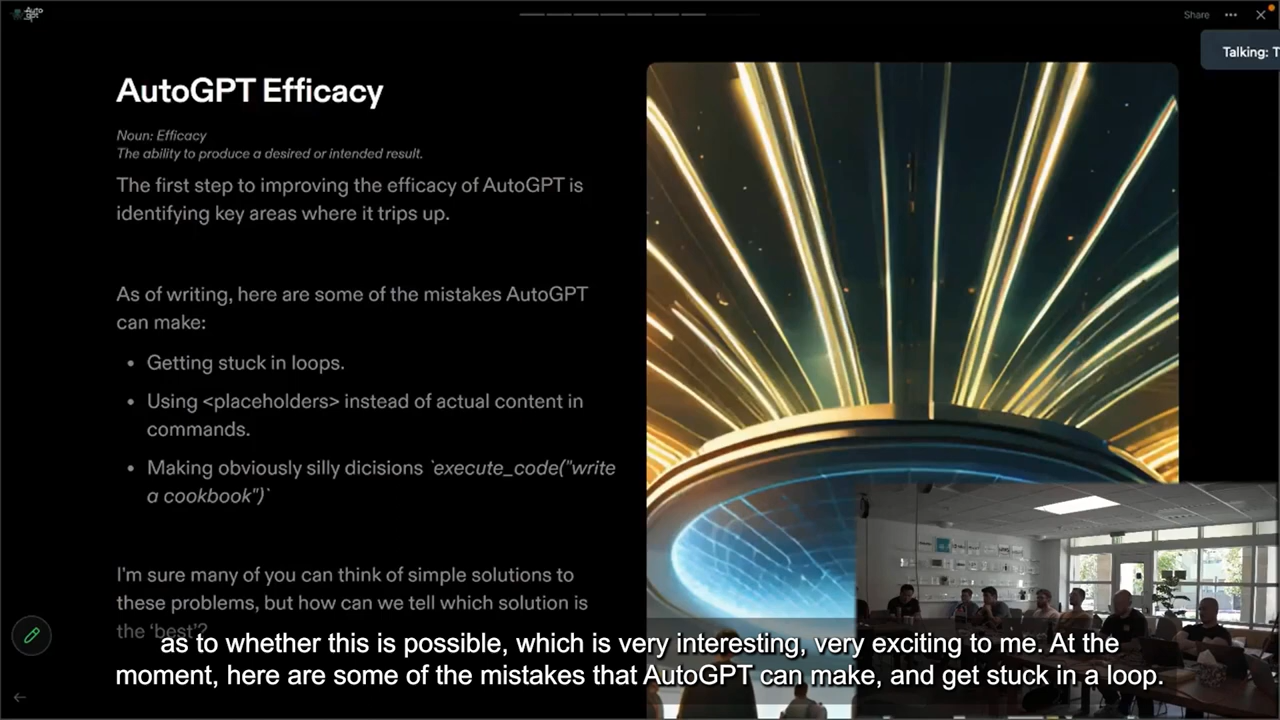 Auto
gpt
Share
Talking: T
AutoGPT Efficacy
Noun: Efficacy
The ability to produce a desired or intended result.
The first step to improving the efficacy of AutoGPT is
identifying key areas where it trips up.
As of writing, here are some of the mistakes AutoGPT
can make:
• Getting stuck in loops.
• Using <placeholders> instead of actual content in
commands.
• Making obviously silly dicisions `execute_code("write
a cookbook")`
I'm sure many of you can think of simple solutions to
these problems, but how can we tell which solution is
the ‘best’?
as to whether this is possible, which is very interesting, very exciting to me. At the
moment, here are some of the mistakes that AutoGPT can make, and get stuck in a loop.